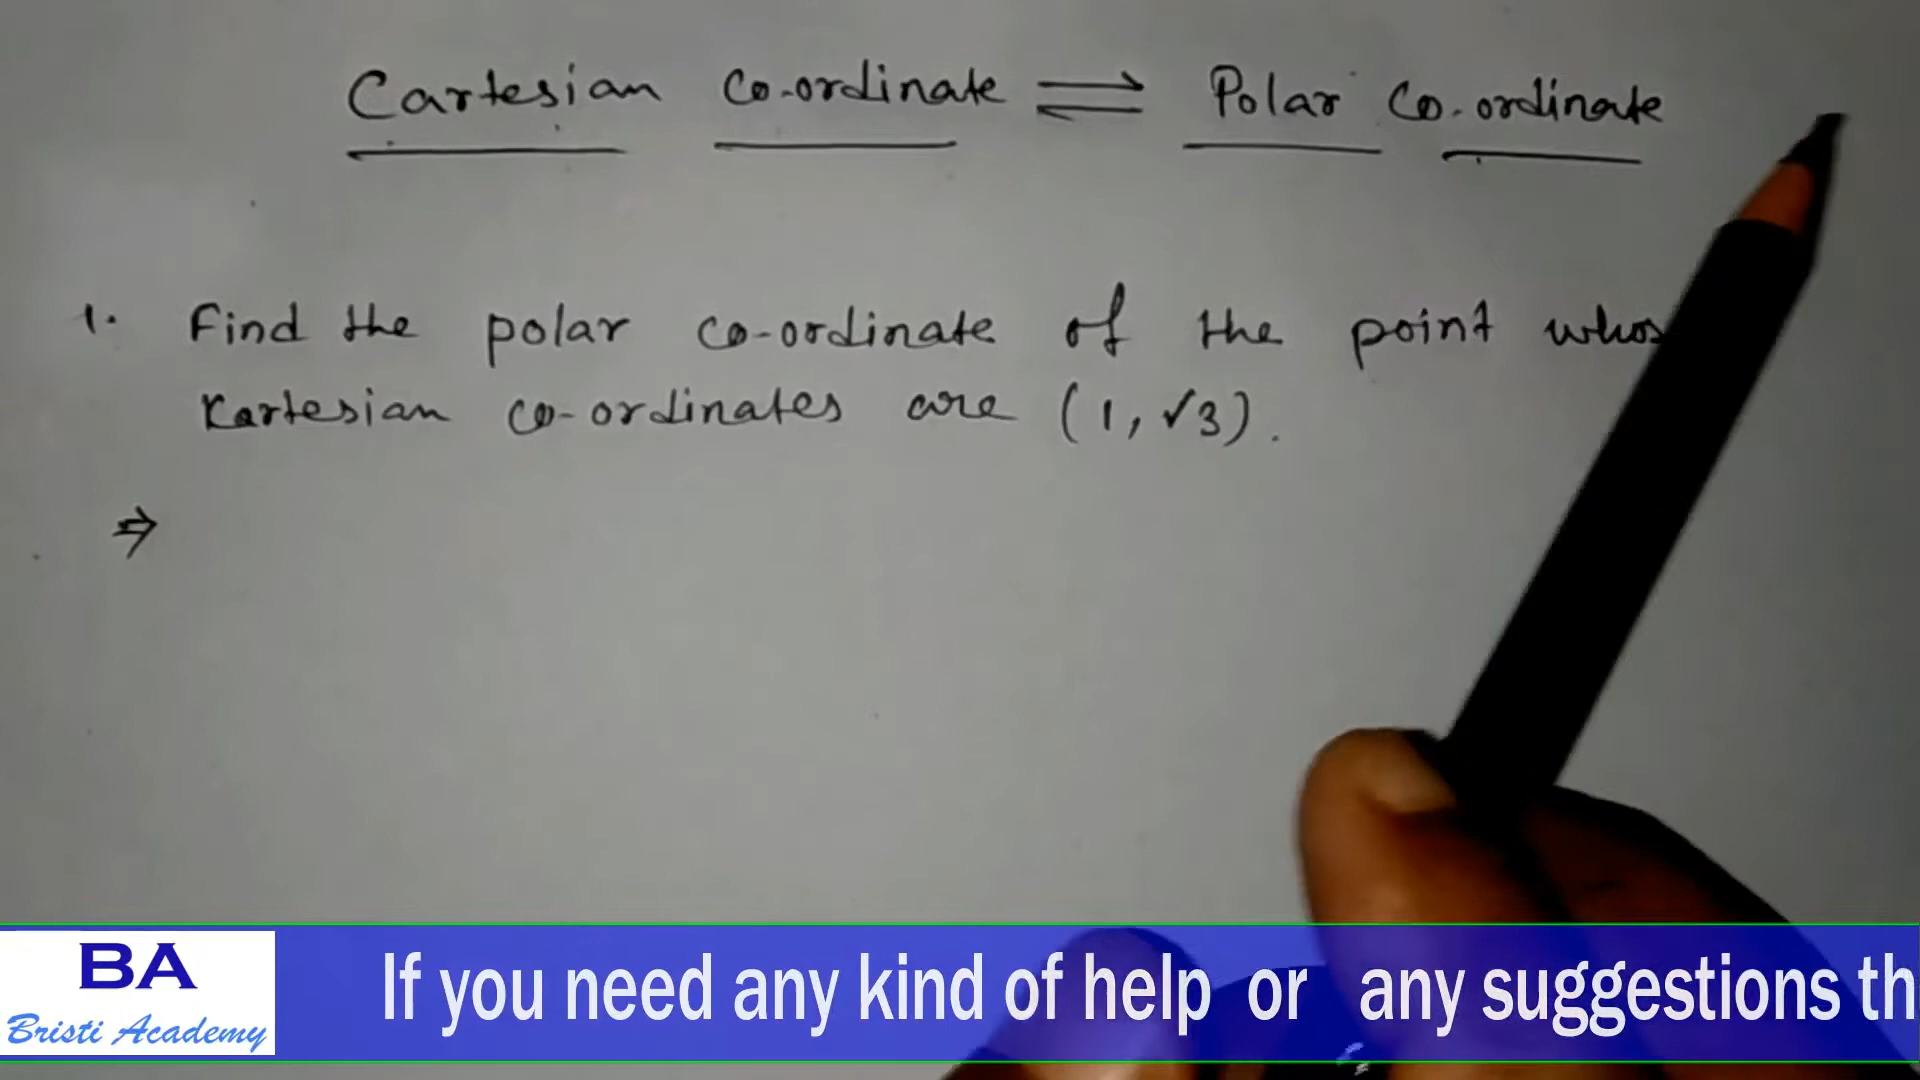 Cartesian Co-ordinate ⇌ Polar Co-ordinate
1. Find the polar co-ordinate of the point
Kartesian co-ordinates are (1, √3).
⇒
BA
Bristi Academy
If you need any kind of help or any suggestions